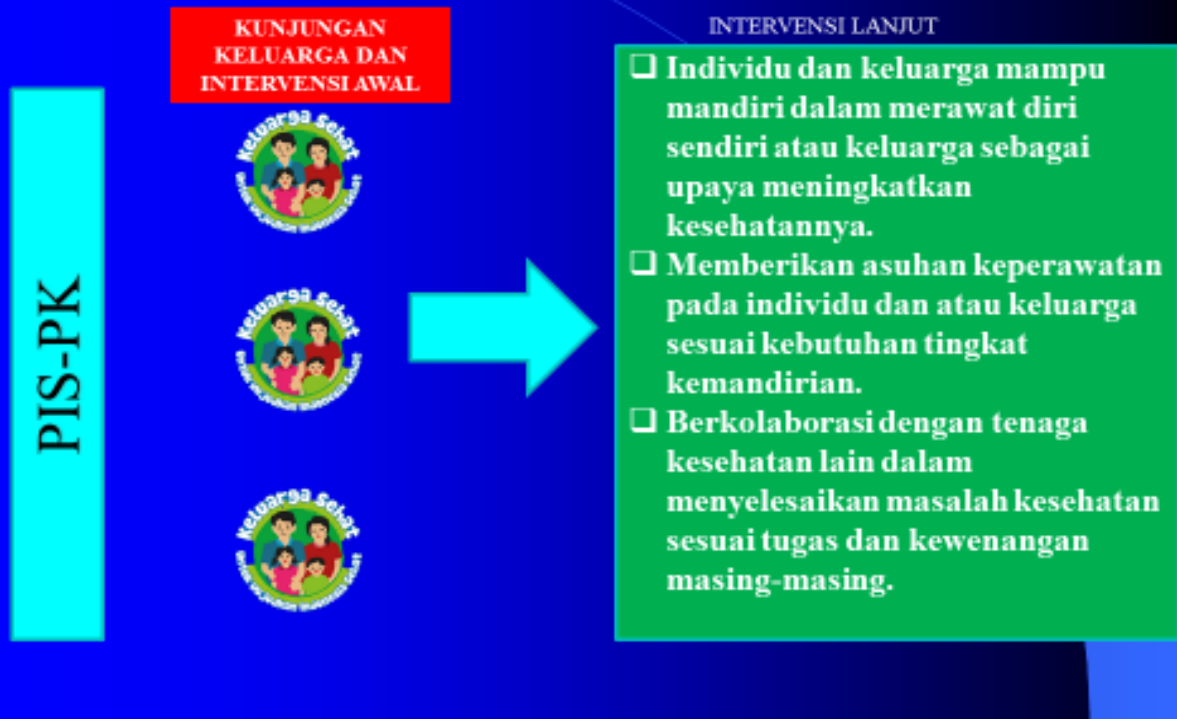 KUNJUNGAN
KELUARGA DAN
INTERVENSI AWAL
INTERVENSI LANJUT
PIS-PK
Keluarga Sehat
Keluarga Sehat
Keluarga Sehat
Individu dan keluarga mampu
mandiri dalam merawat diri
sendiri atau keluarga sebagai
upaya meningkatkan
kesehatannya.
Memberikan asuhan keperawatan
pada individu dan atau keluarga
sesuai kebutuhan tingkat
kemandirian.
Berkolaborasi dengan tenaga
kesehatan lain dalam
menyelesaikan masalah kesehatan
sesuai tugas dan kewenangan
masing-masing.